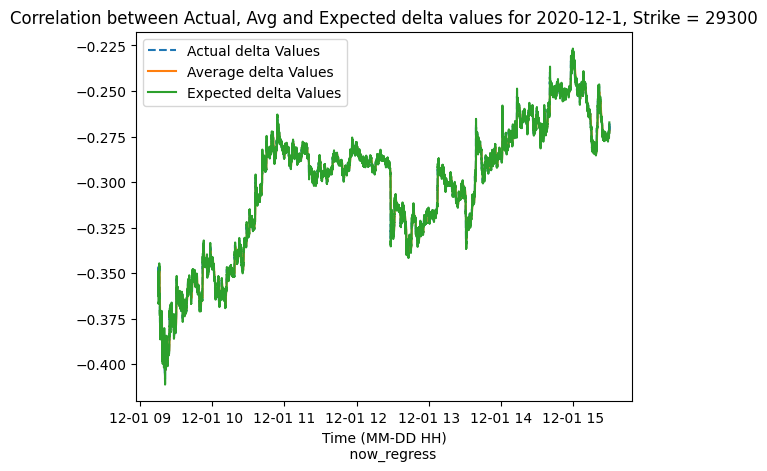 Correlation between Actual, Avg and Expected delta values for 2020-12-1, Strike = 29300
Actual delta Values
Average delta Values
Expected delta Values
−0.225
−0.250
−0.275
−0.300
−0.325
−0.350
−0.375
−0.400
12-01 09 12-01 10 12-01 11 12-01 12 12-01 13 12-01 14 12-01 15
Time (MM-DD HH)
now_regress